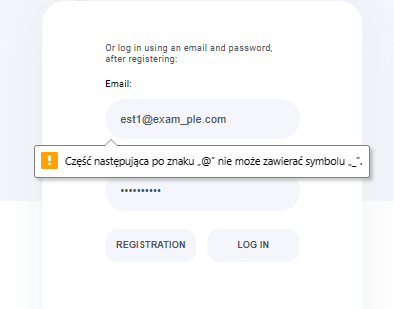 Or log in using an email and password,
after registering:
Email:
est1@exam_ple.com
Część następująca po znaku „@” nie może zawierać symbolu „_”.
••••••••••
REGISTRATION
LOG IN